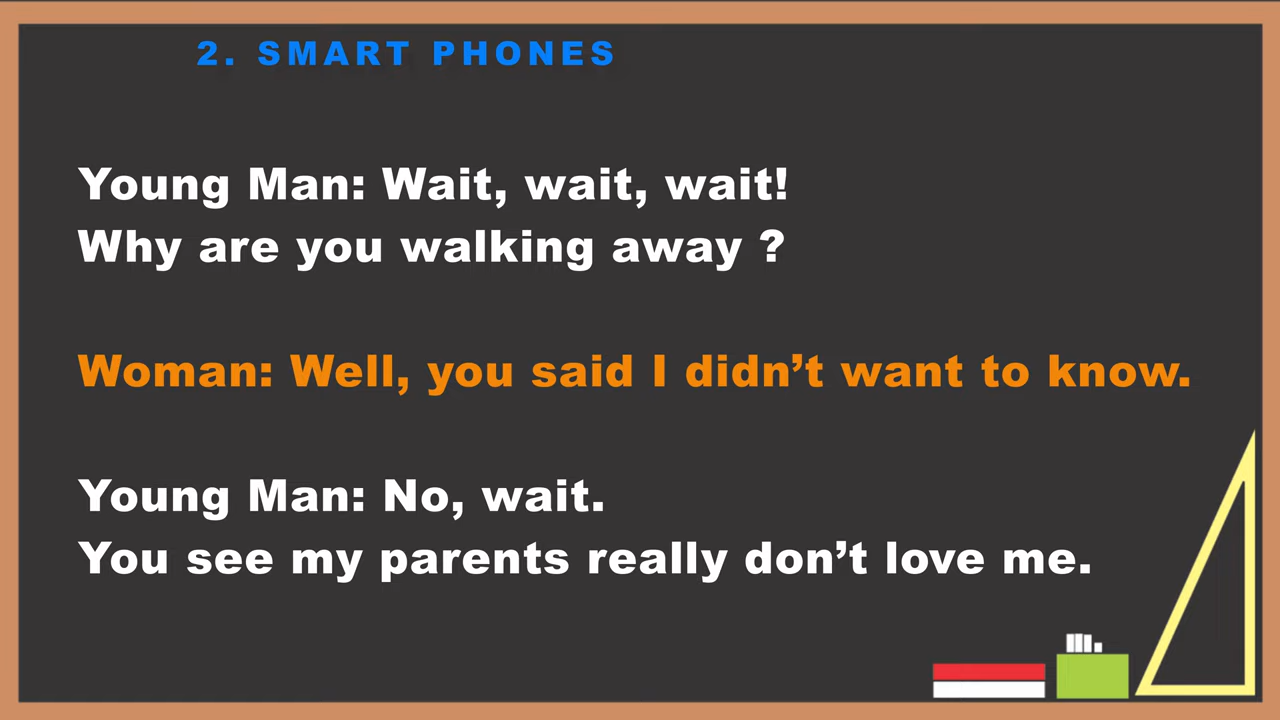 2. SMART PHONES
Young Man: Wait, wait, wait!
Why are you walking away ?
Woman: Well, you said I didn’t want to know.
Young Man: No, wait.
You see my parents really don’t love me.